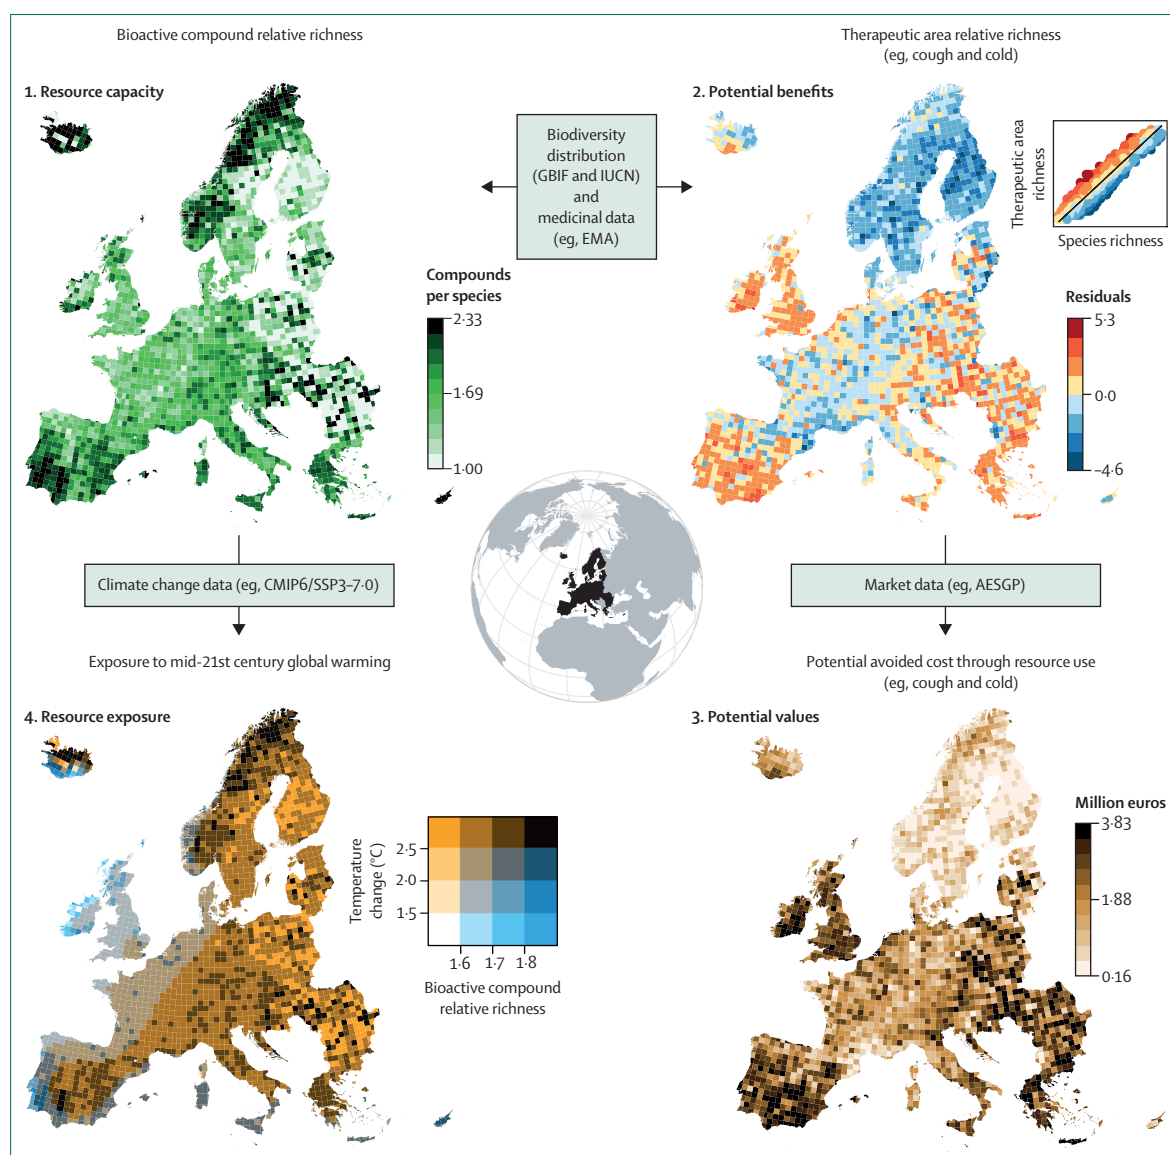 Bioactive compound relative richness
Therapeutic area relative richness
(eg, cough and cold)
1. Resource capacity
2. Potential benefits
Biodiversity
distribution
(GBIF and IUCN)
and
medicinal data
(eg, EMA)
Therapeutic area
richness
Species richness
Compounds
per species
2·33
1·69
1·00
Residuals
5·3
0·0
–4·6
Climate change data (eg, CMIP6/SSP3–7·0)
Market data (eg, AESGP)
Exposure to mid-21st century global warming
Potential avoided cost through resource use
(eg, cough and cold)
4. Resource exposure
3. Potential values
Temperature
change (°C)
2·5
2·0
1·5
1·6 1·7 1·8
Bioactive compound
relative richness
Million euros
3·83
1·88
0·16